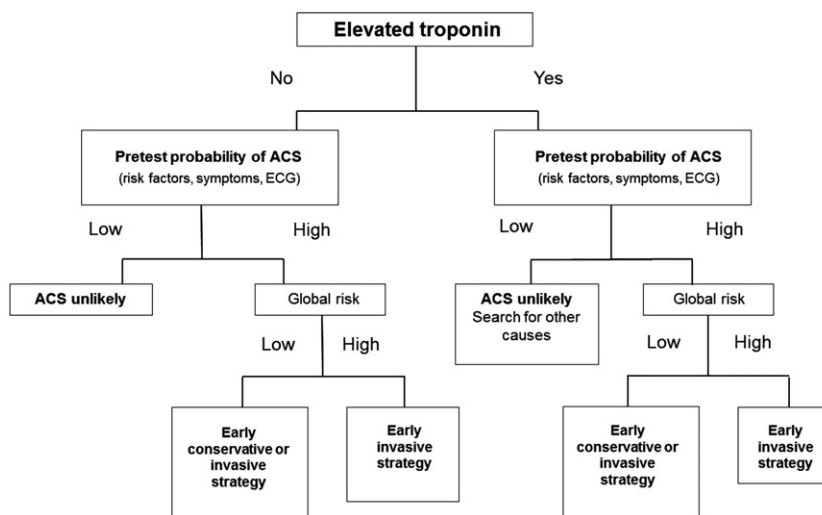 Elevated troponin
No
Yes
Pretest probability of ACS
(risk factors, symptoms, ECG)
Pretest probability of ACS
(risk factors, symptoms, ECG)
Low
High
Low
High
ACS unlikely
Global risk
ACS unlikely
Search for other
causes
Global risk
Low
High
Low
High
Early
conservative or
invasive
strategy
Early
invasive
strategy
Early
conservative or
invasive
strategy
Early
invasive
strategy